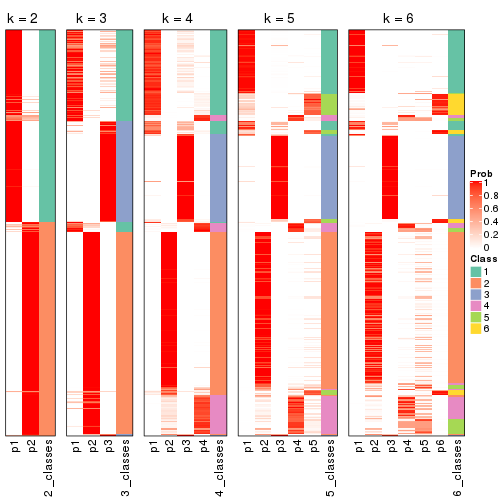 k = 2
k = 3
k = 4
k = 5
k = 6
Prob
1
0.8
0.6
0.4
0.2
0
Class
1
2
3
4
5
6
p1
p2
2_classes
p1
p2
p3
3_classes
p1
p2
p3
p4
4_classes
p1
p2
p3
p4
p5
5_classes
p1
p2
p3
p4
p5
p6
6_classes